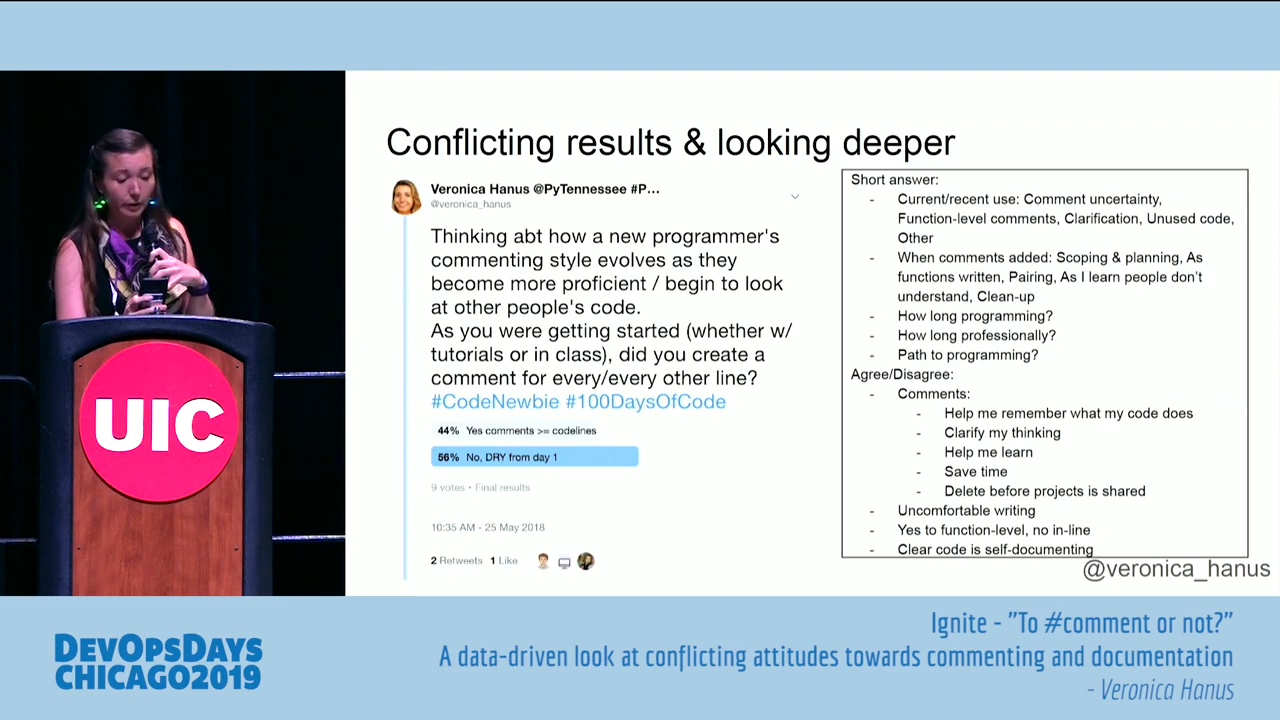 Conflicting results & looking deeper
Veronica Hanus @PyTennessee #P...
@veronica_hanus
Thinking abt how a new programmer's
commenting style evolves as they
become more proficient / begin to look
at other people's code.
As you were getting started (whether w/
tutorials or in class), did you create a
comment for every/every other line?
#CodeNewbie #100DaysOfCode
44% Yes comments >= codelines
56% No, DRY from day 1
9 votes • Final results
10:35 AM - 25 May 2018
2 Retweets 1 Like
Short answer:
- Current/recent use: Comment uncertainty,
Function-level comments, Clarification, Unused code,
Other
- When comments added: Scoping & planning, As
functions written, Pairing, As I learn people don't
understand, Clean-up
- How long programming?
- How long professionally?
- Path to programming?
Agree/Disagree:
- Comments:
- Help me remember what my code does
- Clarify my thinking
- Help me learn
- Save time
- Delete before projects is shared
- Uncomfortable writing
- Yes to function-level, no in-line
- Clear code is self-documenting
@veronica_hanus
UIC
DEVOPSDAYS
CHICAGO2019
Ignite - "To #comment or not?"
A data-driven look at conflicting attitudes towards commenting and documentation
- Veronica Hanus